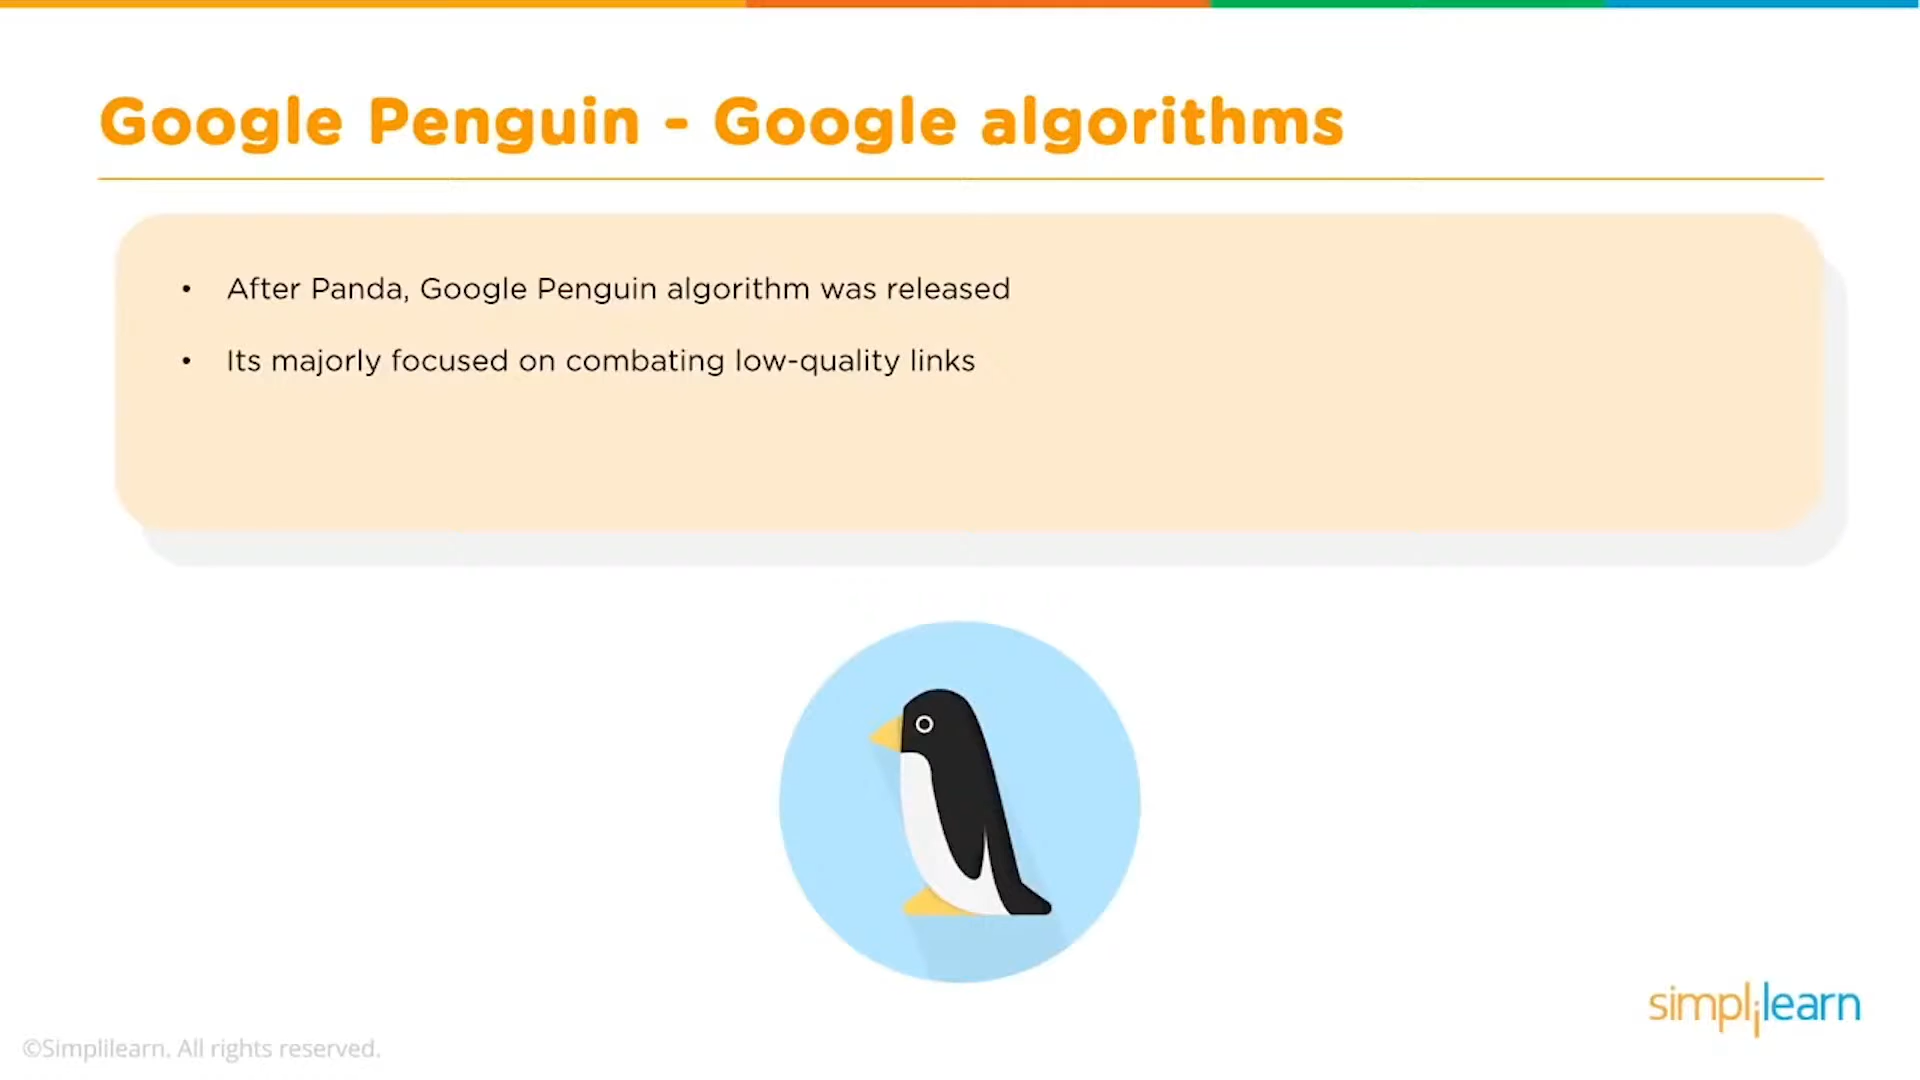 Google Penguin - Google algorithms
• After Panda, Google Penguin algorithm was released
• Its majorly focused on combating low-quality links
simplilearn
©Simplilearn. All rights reserved.